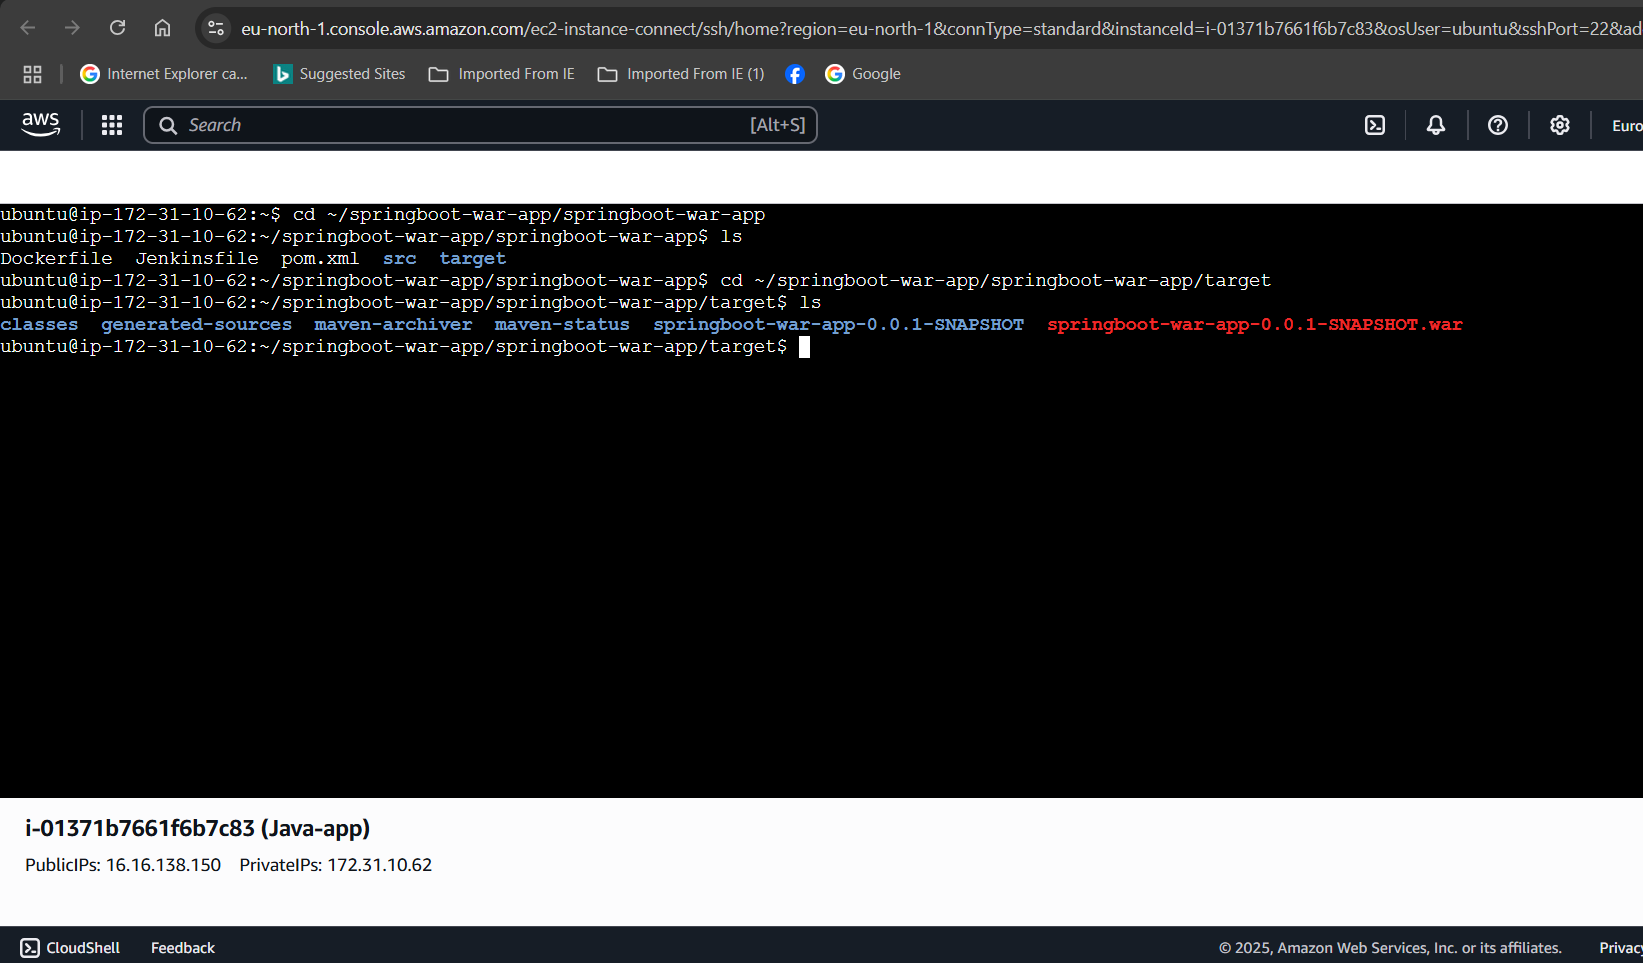 eu-north-1.console.aws.amazon.com/ec2-instance-connect/ssh/home?region=eu-north-1&connType=standard&instanceId=i-01371b7661f6b7c83&osUser=ubuntu&sshPort=22&ad
Internet Explorer ca... Suggested Sites Imported From IE Imported From IE (1) Google
aws Search [Alt+S] Euro
ubuntu@ip-172-31-10-62:~$ cd ~/springboot-war-app/springboot-war-app
ubuntu@ip-172-31-10-62:~/springboot-war-app/springboot-war-app$ ls
Dockerfile Jenkinsfile pom.xml src target
ubuntu@ip-172-31-10-62:~/springboot-war-app/springboot-war-app$ cd ~/springboot-war-app/springboot-war-app/target
ubuntu@ip-172-31-10-62:~/springboot-war-app/springboot-war-app/target$ ls
classes generated-sources maven-archiver maven-status springboot-war-app-0.0.1-SNAPSHOT springboot-war-app-0.0.1-SNAPSHOT.war
ubuntu@ip-172-31-10-62:~/springboot-war-app/springboot-war-app/target$
i-01371b7661f6b7c83 (Java-app)
PublicIPs: 16.16.138.150 PrivateIPs: 172.31.10.62
CloudShell Feedback © 2025, Amazon Web Services, Inc. or its affiliates. Privacy